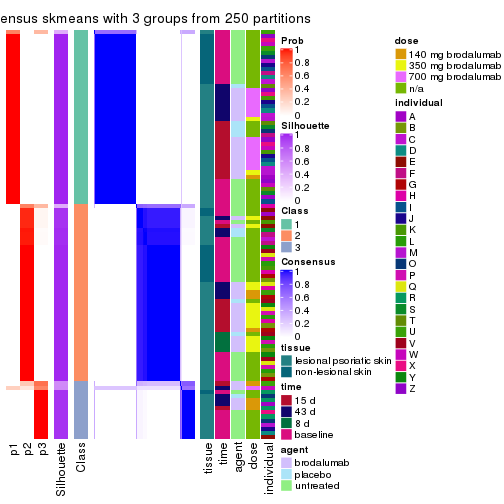 ensus skmeans with 3 groups from 250 partitions
Prob
1
0.8
0.6
0.4
0.2
0
Silhouette
1
0.8
0.6
0.4
0.2
0
Class
1
2
3
Consensus
1
0.8
0.6
0.4
0.2
0
tissue
lesional psoriatic skin
non-lesional skin
time
15 d
43 d
8 d
baseline
agent
brodalumab
placebo
untreated
dose
140 mg brodalumab
350 mg brodalumab
700 mg brodalumab
n/a
individual
A
B
C
D
E
F
G
H
I
J
K
L
M
O
P
Q
R
S
T
U
V
W
X
Y
Z
p1
p2
p3
Silhouette
Class
tissue
time
agent
dose
individual